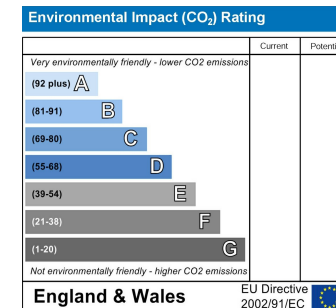 Environmental Impact (CO₂) Rating
Current Potenti
Very environmentally friendly - lower CO2 emissions
(92 plus) A
(81-91) B
(69-80) C
(55-68) D
(39-54) E
(21-38) F
(1-20) G
Not environmentally friendly - higher CO2 emissions
England & Wales
EU Directive
2002/91/EC